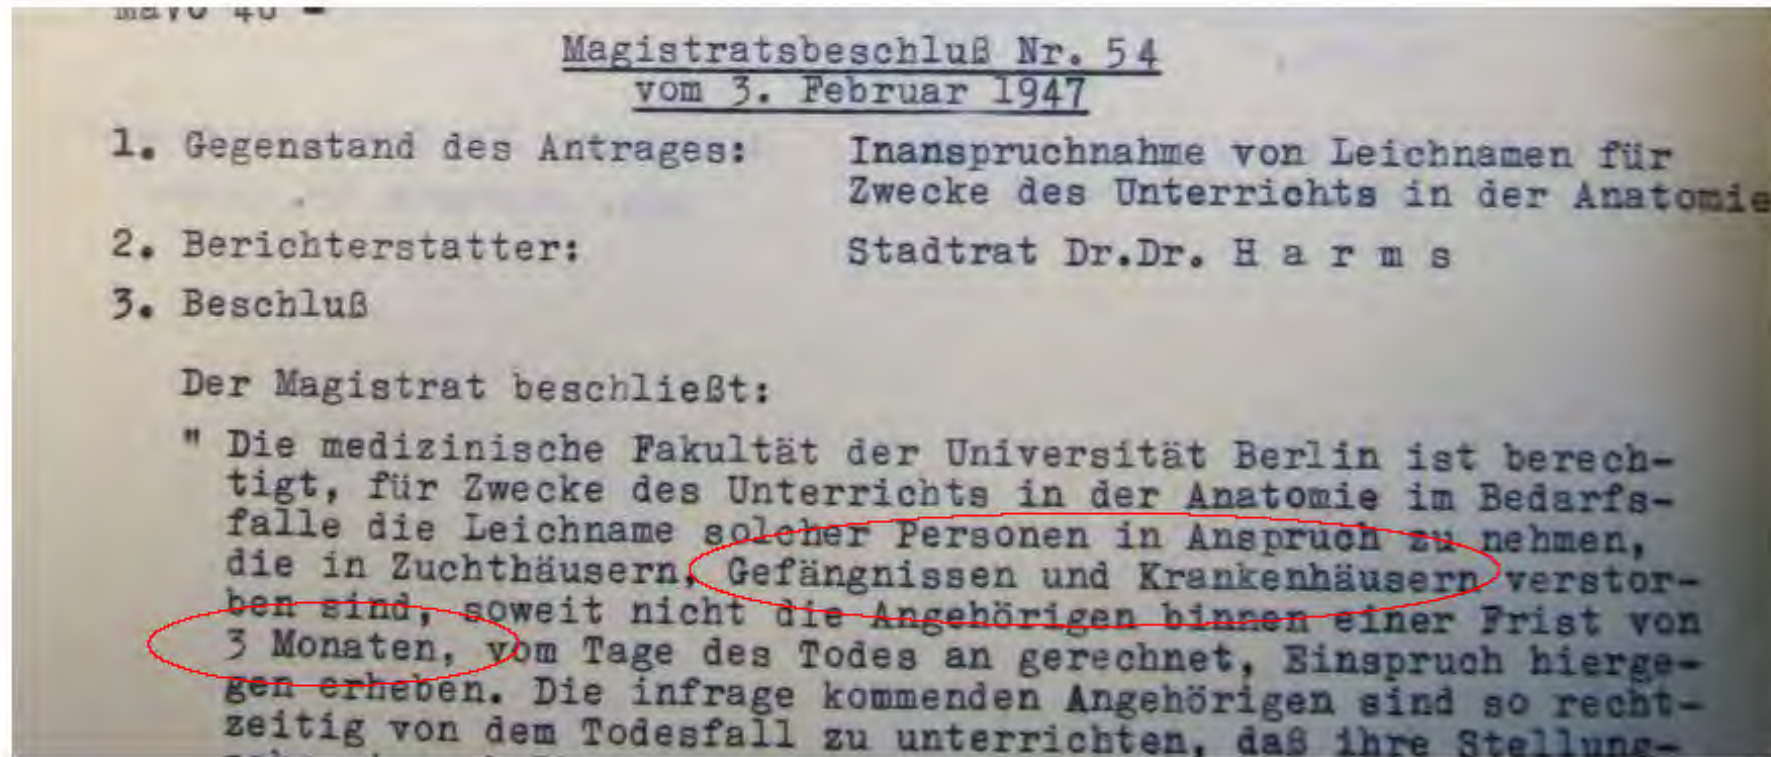 Magistratsbeschluß Nr. 54
vom 3. Februar 1947
1. Gegenstand des Antrages: Inanspruchnahme von Leichnamen für
Zwecke des Unterrichts in der Anatomie
2. Berichterstatter: Stadtrat Dr.Dr. H a r m s
3. Beschluß
Der Magistrat beschließt:
" Die medizinische Fakultät der Universität Berlin ist berech-
tigt, für Zwecke des Unterrichts in der Anatomie im Bedarfs-
falle die Leichname solcher Personen in Anspruch zu nehmen,
die in Zuchthäusern, Gefängnissen und Krankenhäusern verstor-
ben sind, soweit nicht die Angehörigen binnen einer Frist von
3 Monaten, vom Tage des Todes an gerechnet, Einspruch hierge-
gen erheben. Die infrage kommenden Angehörigen sind so recht-
zeitig von dem Todesfall zu unterrichten, daß ihre Stellung-